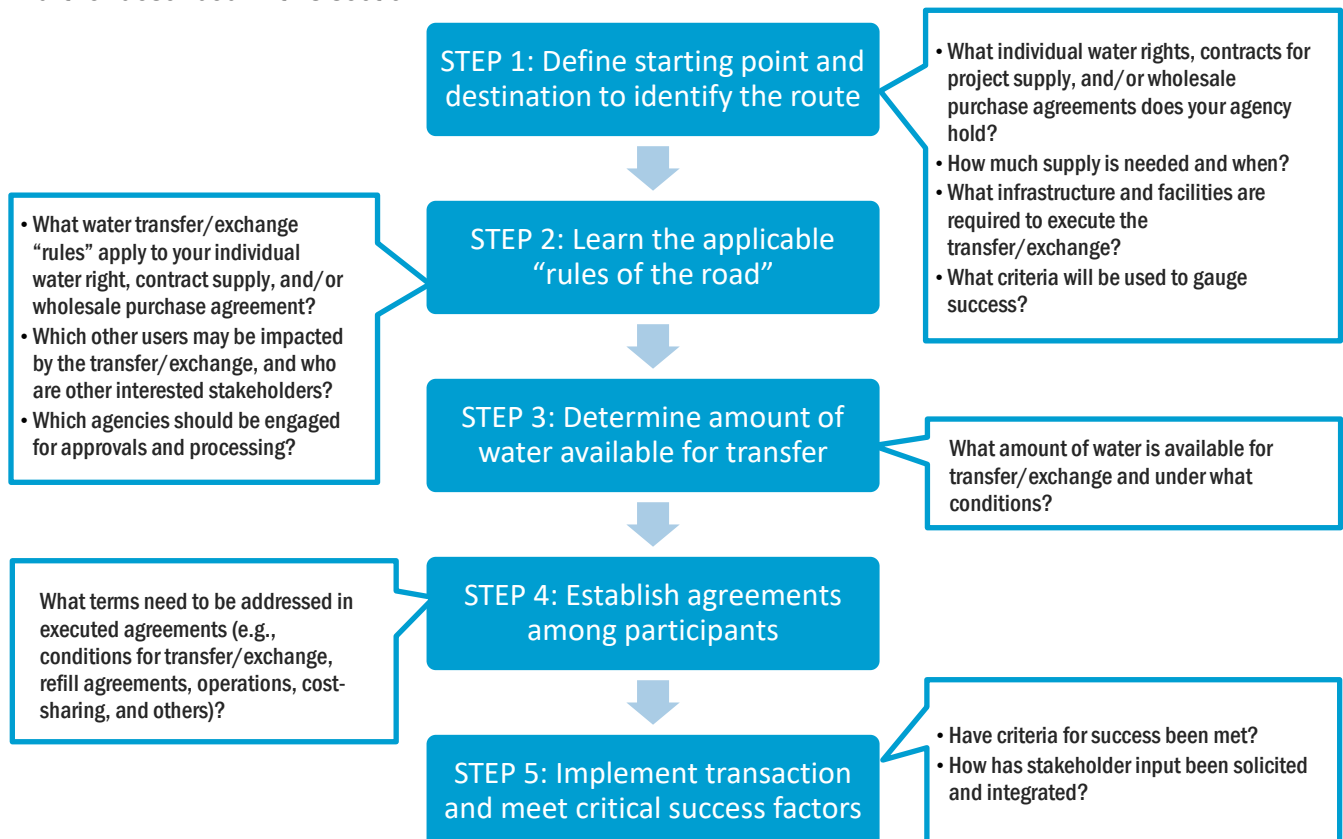 STEP 1: Define starting point and
destination to identify the route
• What individual water rights, contracts for
project supply, and/or wholesale
purchase agreements does your agency
hold?
• How much supply is needed and when?
• What infrastructure and facilities are
required to execute the
transfer/exchange?
• What criteria will be used to gauge
success?
STEP 2: Learn the applicable
“rules of the road”
• What water transfer/exchange
“rules” apply to your individual
water right, contract supply, and/or
wholesale purchase agreement?
• Which other users may be impacted
by the transfer/exchange, and who
are other interested stakeholders?
• Which agencies should be engaged
for approvals and processing?
STEP 3: Determine amount of
water available for transfer
What amount of water is available for
transfer/exchange and under what
conditions?
STEP 4: Establish agreements
among participants
What terms need to be addressed in
executed agreements (e.g.,
conditions for transfer/exchange,
refill agreements, operations, cost-
sharing, and others)?
STEP 5: Implement transaction
and meet critical success factors
• Have criteria for success been met?
• How has stakeholder input been solicited
and integrated?